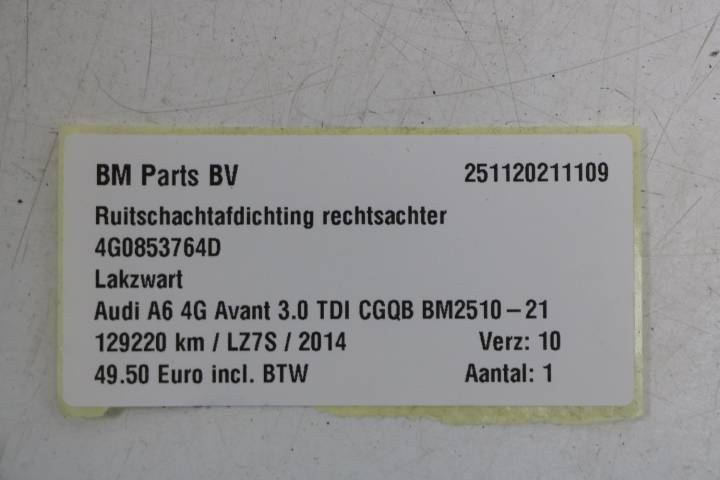 BM Parts BV 251120211109
Ruitschachtafdichting rechtsachter
4G0853764D
Lakzwart
Audi A6 4G Avant 3.0 TDI CGQB BM2510-21
129220 km / LZ7S / 2014 Verz: 10
49.50 Euro incl. BTW Aantal: 1